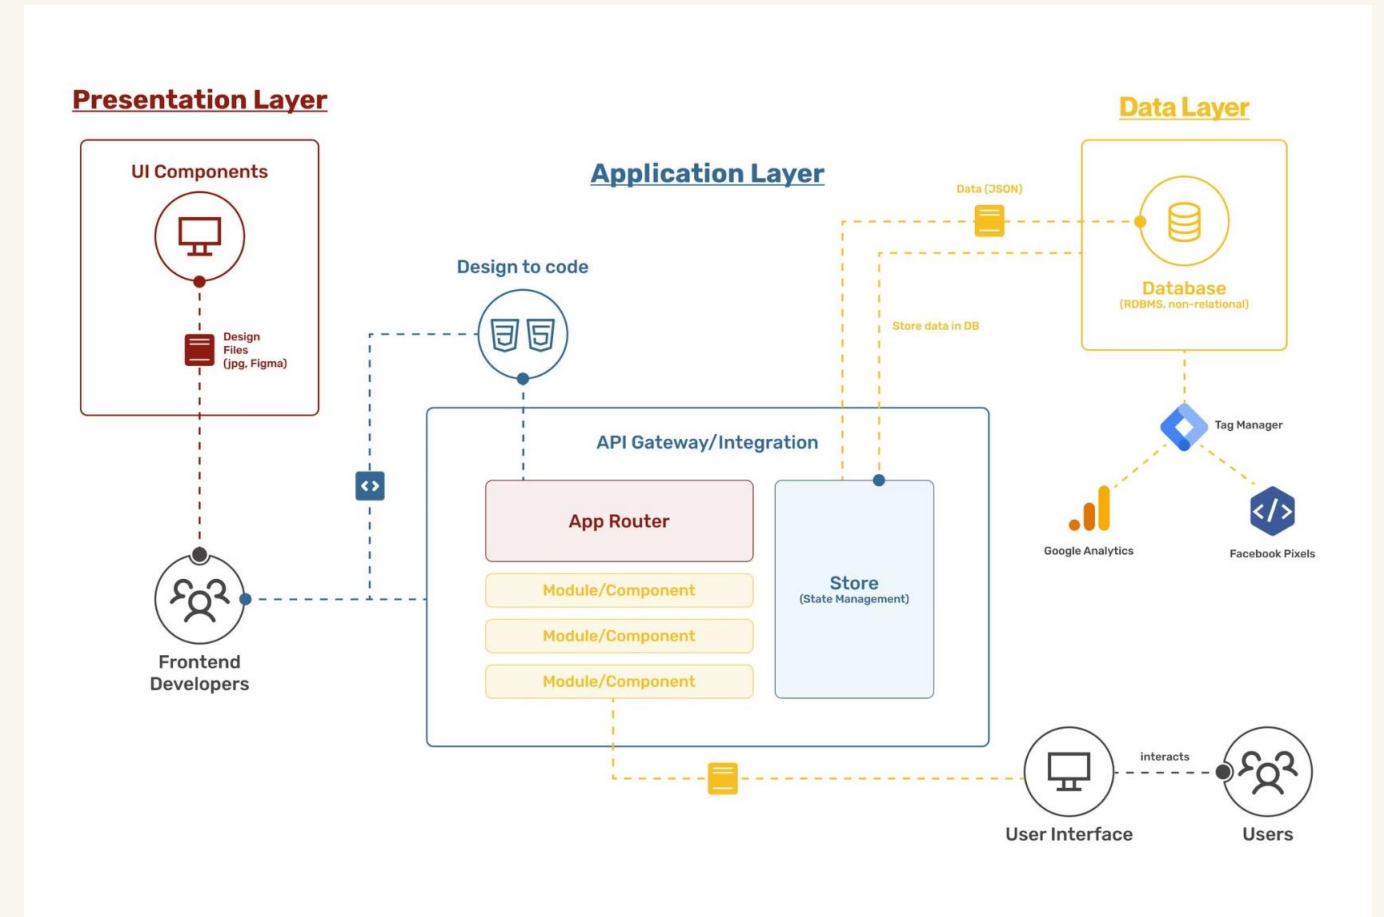 Presentation Layer
UI Components
Design
Files
(jpg, Figma)
Frontend
Developers
Application Layer
Design to code
3 5
<>
API Gateway/Integration
App Router
Module/Component
Module/Component
Module/Component
Store
(State Management)
Data Layer
Data (JSON)
Store data in DB
Database
(RDBMS, non-relational)
Tag Manager
Google Analytics
</>
Facebook Pixels
interacts
User Interface
Users